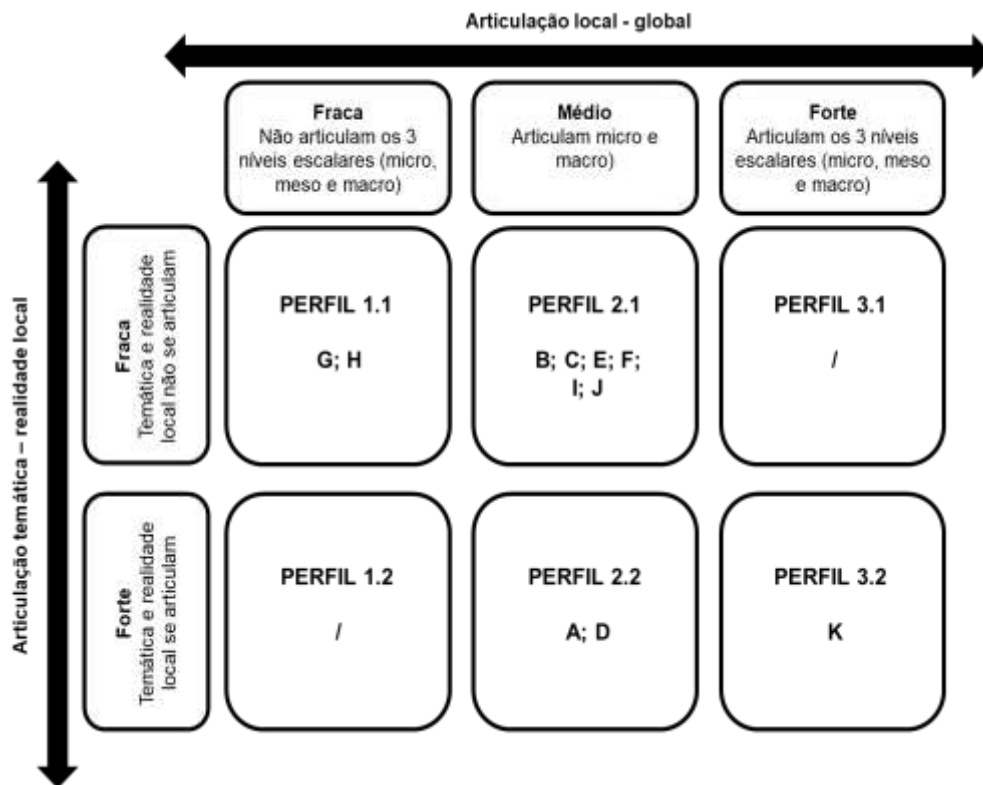 Articulação local - global
Fraca
Não articulam os 3
níveis escalares (micro,
meso e macro)
Médio
Articulam micro e
macro)
Forte
Articulam os 3 níveis
escalares (micro, meso
e macro)
Articulação temática – realidade local
Fraca
Temática e realidade
local não se articulam
PERFIL 1.1
G; H
PERFIL 2.1
B; C; E; F;
I; J
PERFIL 3.1
/
Forte
Temática e realidade
local se articulam
PERFIL 1.2
/
PERFIL 2.2
A; D
PERFIL 3.2
K